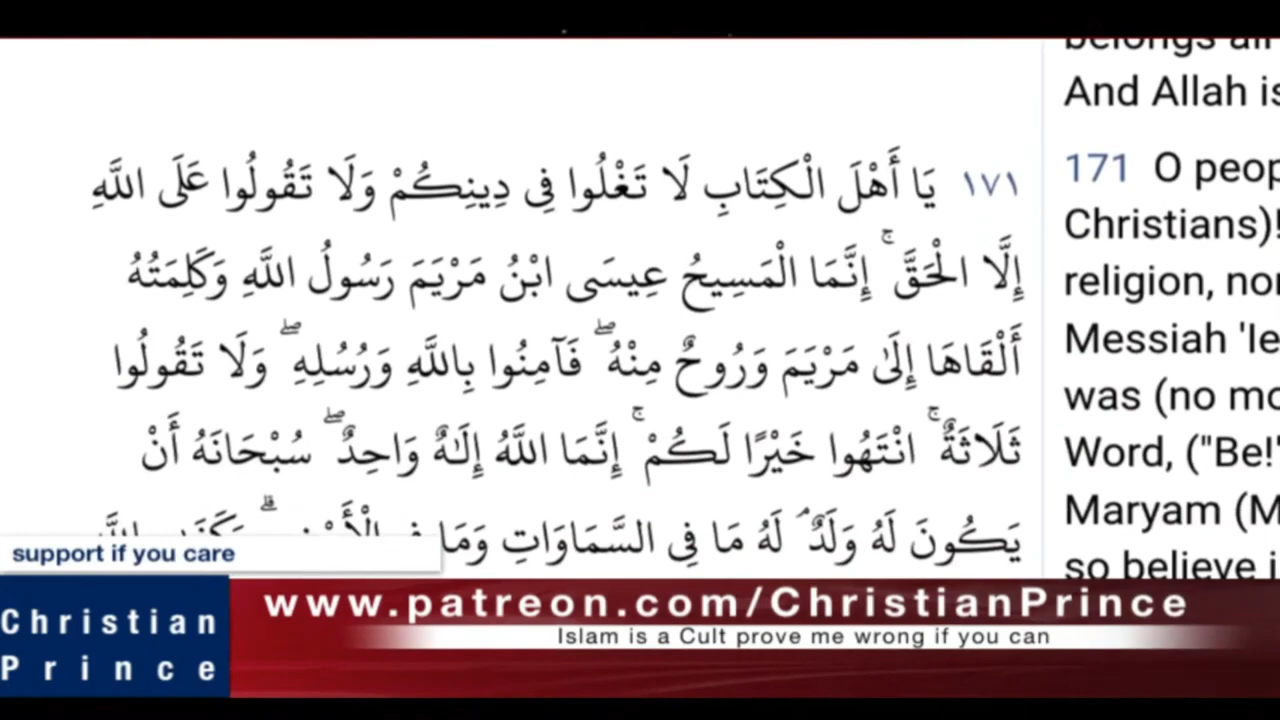 ١٧١ يَا أَهْلَ الْكِتَابِ لَا تَغْلُوا فِى دِينِكُمْ وَلَا تَقُولُوا عَلَى اللَّهِ
إِلَّا الْحَقَّ ۚ إِنَّمَا الْمَسِيحُ عِيسَى ابْنُ مَرْيَمَ رَسُولُ اللَّهِ وَكَلِمَتُهُ
أَلْقَاهَا إِلَىٰ مَرْيَمَ وَرُوحٌ مِنْهُ ۖ فَآمِنُوا بِاللَّهِ وَرُسُلِهِ ۖ وَلَا تَقُولُوا
ثَلَاثَةٌ ۚ انْتَهُوا خَيْرًا لَكُمْ ۚ إِنَّمَا اللَّهُ إِلَـٰهٌ وَاحِدٌ ۖ سُبْحَانَهُ أَنْ
يَكُونَ لَهُ وَلَدٌ ۘ لَهُ مَا فِى السَّمَاوَاتِ وَمَا
And Allah is
171 O peop
Christians)!
religion, nor
Messiah
was (no mo
Word, ("Be!"
Maryam (M
so believe i
support if you care
Christian
Prince
www.patreon.com/ChristianPrince
Islam is a Cult prove me wrong if you can